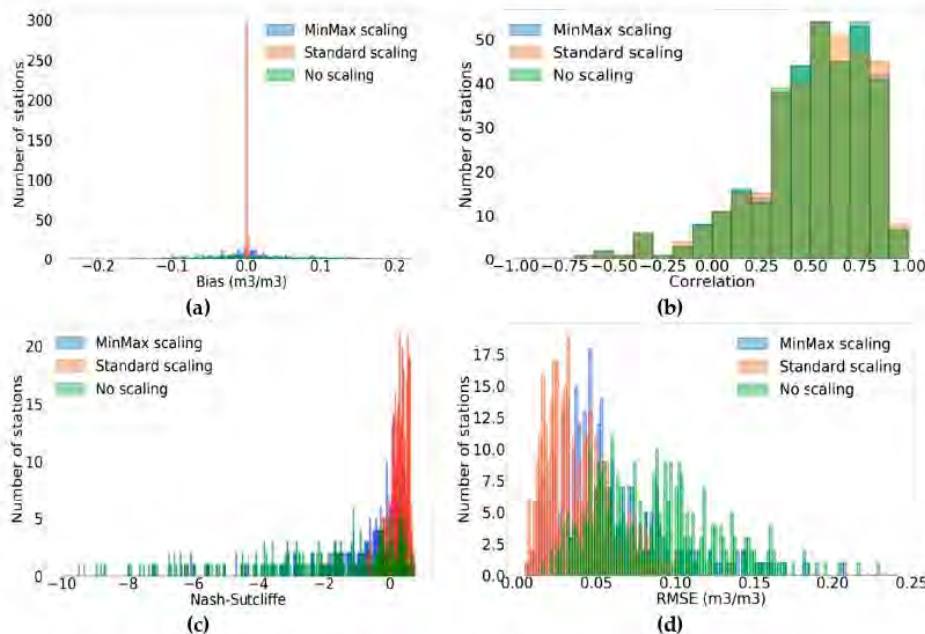 300
250
200
150
100
50
0
Number of stations
MinMax scaling
Standard scaling
No scaling
−0.2 −0.1 0.0 0.1 0.2
Bias (m3/m3)
(a)
50
40
30
20
10
0
Number of stations
MinMax scaling
Standard scaling
No scaling
−1.00 −0.75 −0.50 −0.25 0.00 0.25 0.50 0.75 1.00
Correlation
(b)
20
15
10
5
0
Number of stations
MinMax scaling
Standard scaling
No scaling
−10 −8 −6 −4 −2 0
Nash-Sutcliffe
(c)
17.5
15.0
12.5
10.0
7.5
5.0
2.5
0.0
Number of stations
MinMax scaling
Standard scaling
No scaling
0.00 0.05 0.10 0.15 0.20 0.25
RMSE (m3/m3)
(d)